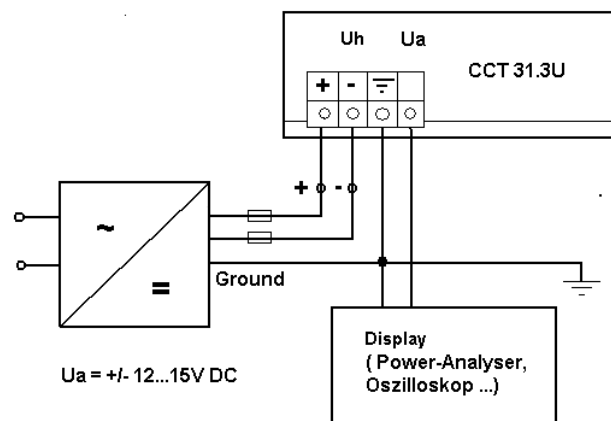 Uh Ua
CCT 31.3U
+ -
+ -
~
=
Ground
Display
( Power-Analyser,
Oszilloskop ...)
Ua = +/- 12...15V DC